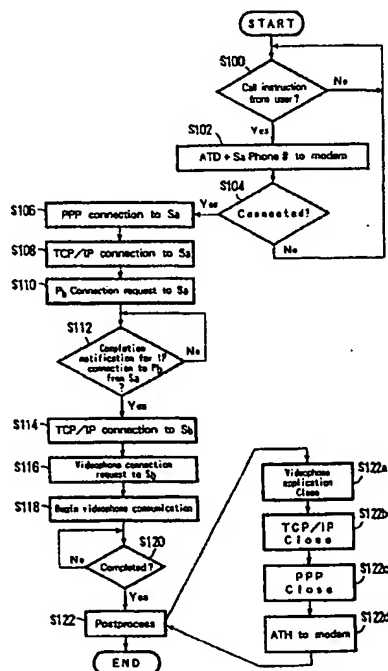 START
S100
Call instruction
from user?
No
Yes
S102
ATD + Sa Phone # to modem
S104
Connected?
Yes
No
S106
PPP connection to Sa
S108
TCP/IP connection to Sa
S110
Pb Connection request to Sa
S112
Completion
notification for IP
connection to Pb
from Sa
?
No
Yes
S114
TCP/IP connection to Sb
S116
Videophone connection
request to Sb
S118
Begin videophone communication
S120
Completed?
No
Yes
S122
Postprocess
END
S122a
Videophone
application
Close
S122b
TCP/IP
Close
S122c
PPP
Close
S122d
ATH to modem